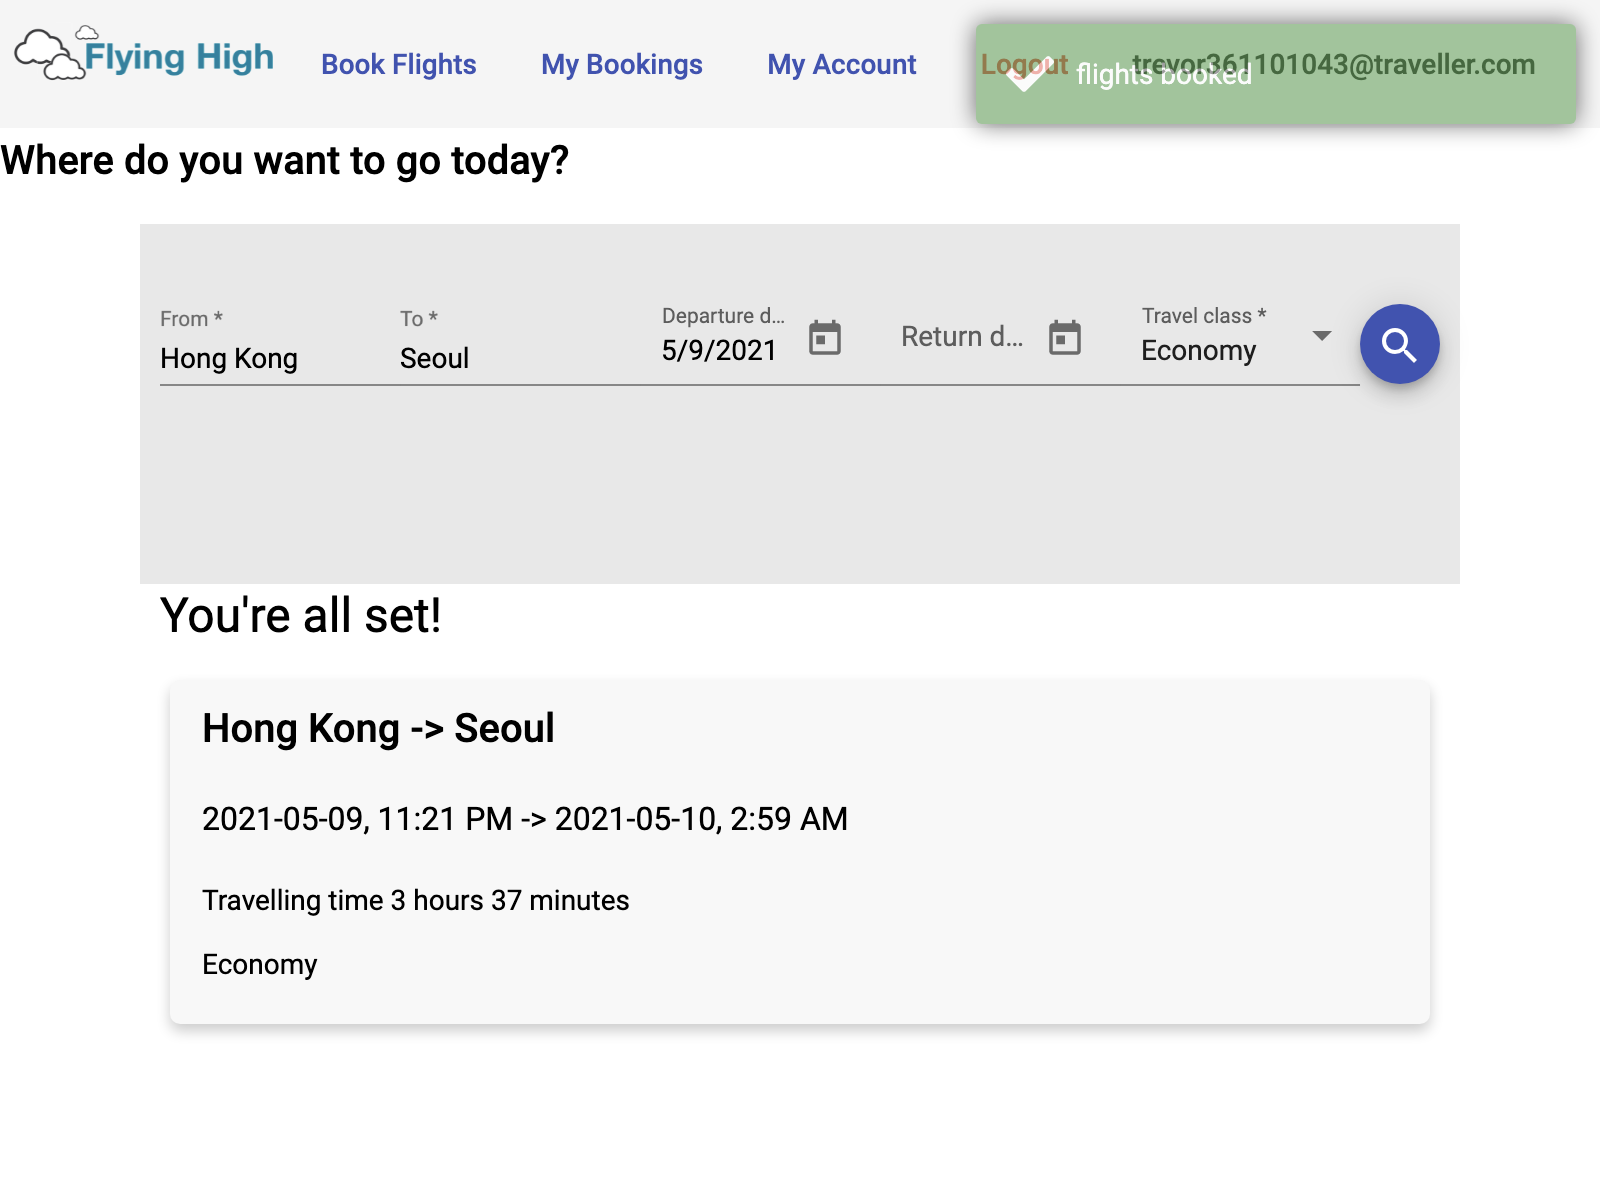 Flying High
Book Flights
My Bookings
My Account
Logout
trevor361101043@traveller.com
flights booked
Where do you want to go today?
From *
Hong Kong
To *
Seoul
Departure d...
5/9/2021
Return d...
Travel class *
Economy
You're all set!
Hong Kong -> Seoul
2021-05-09, 11:21 PM -> 2021-05-10, 2:59 AM
Travelling time 3 hours 37 minutes
Economy